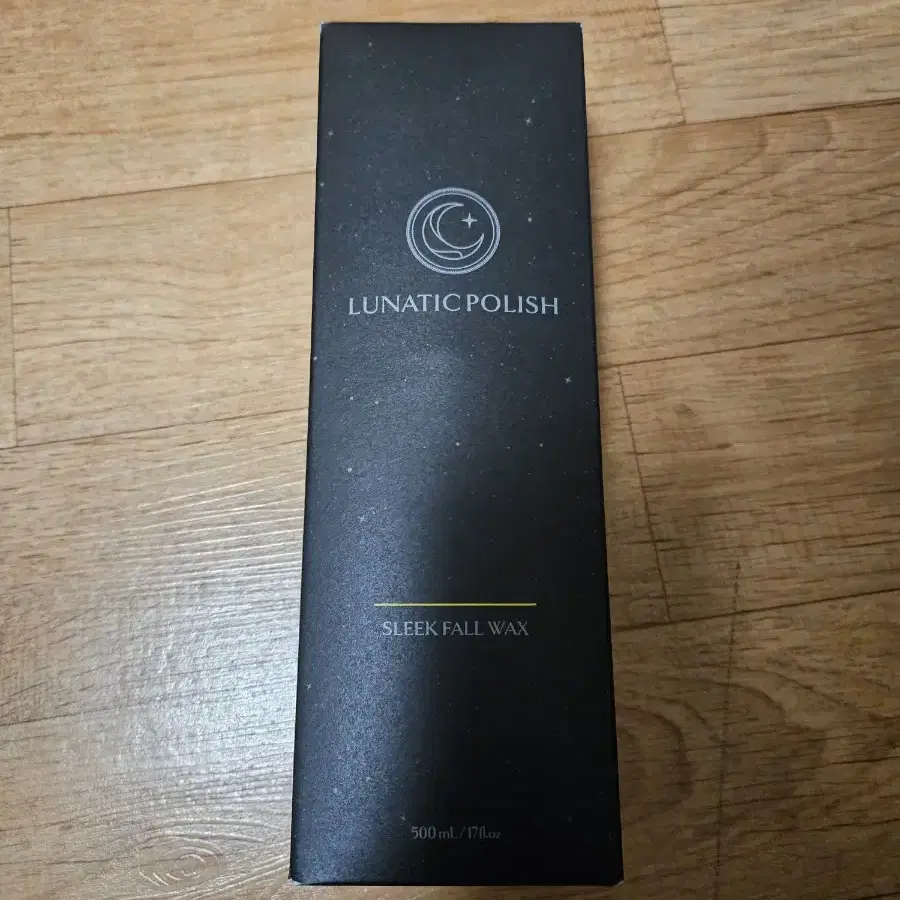 LUNATIC POLISH
SLEEK FALL WAX
500 mL / 17fl.oz